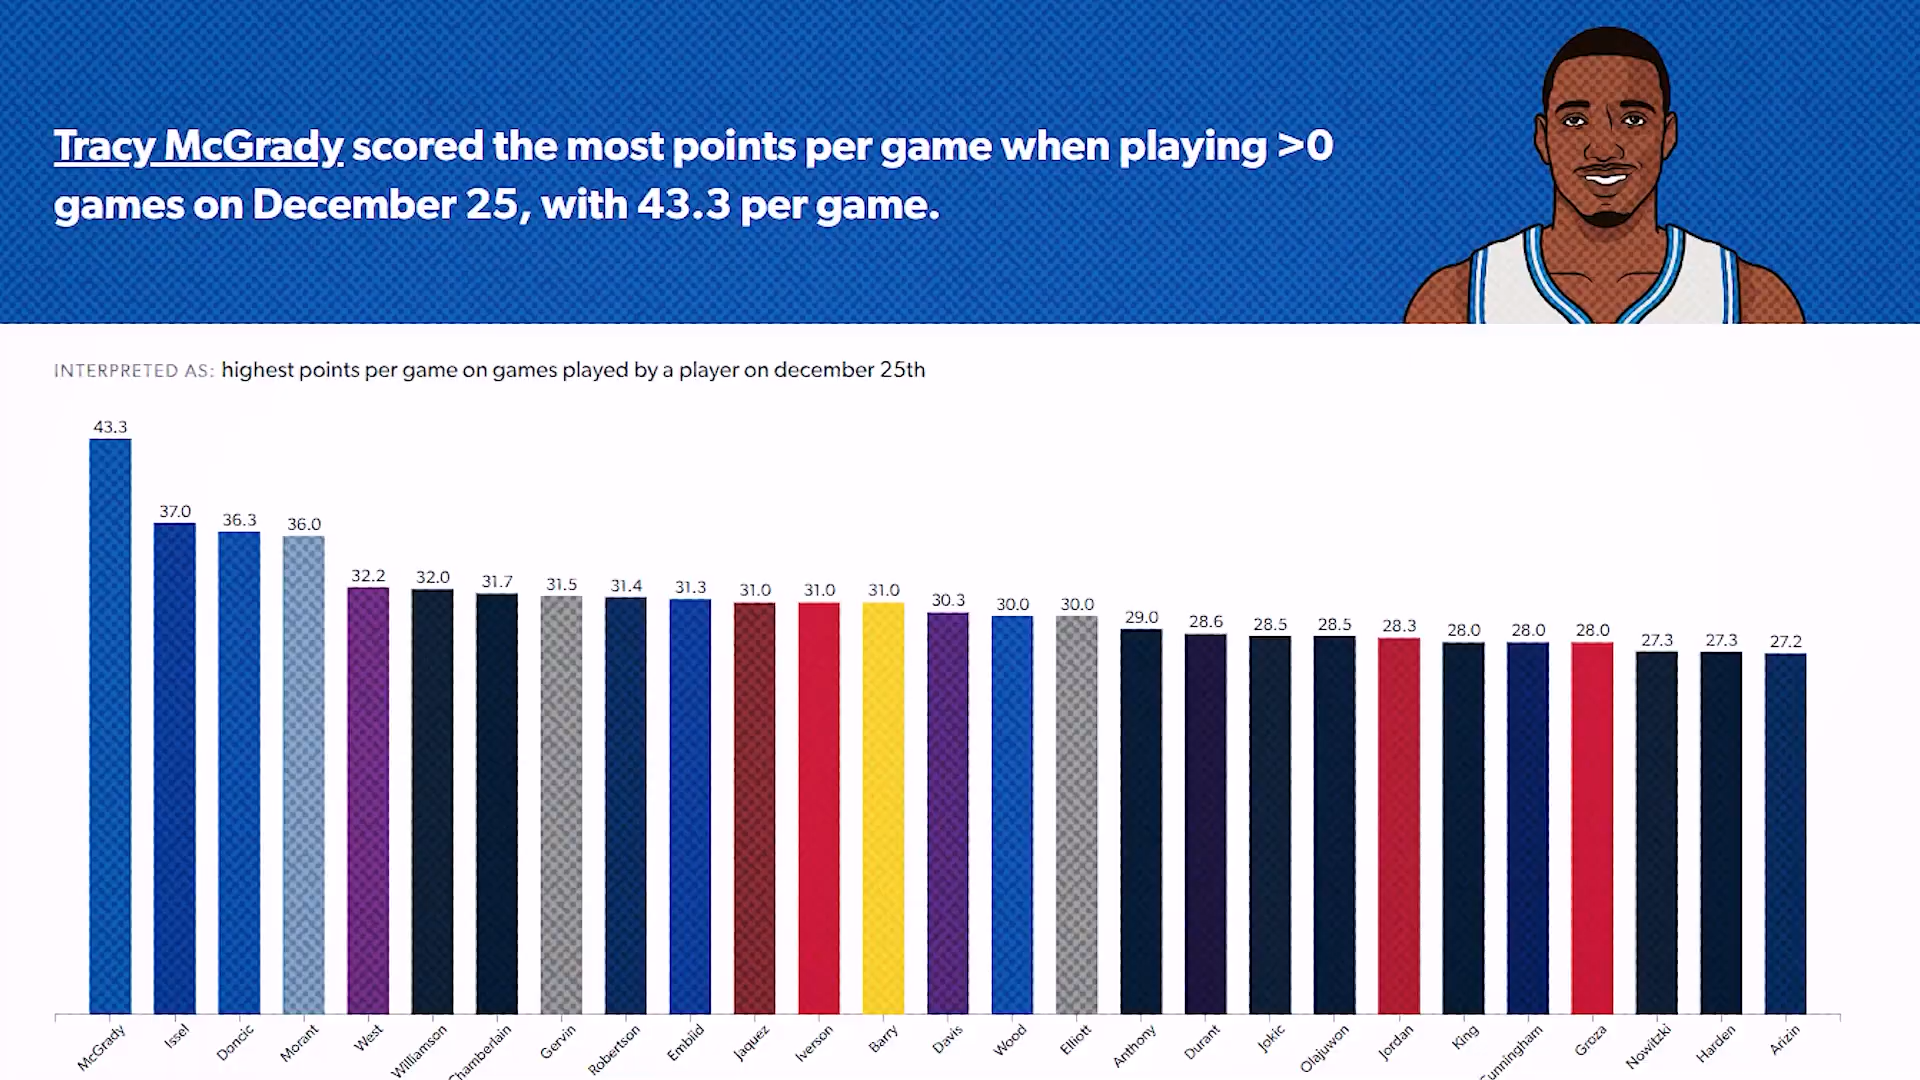 Tracy McGrady scored the most points per game when playing >0
games on December 25, with 43.3 per game.
INTERPRETED AS: highest points per game on games played by a player on december 25th
43.3
37.0
36.3
36.0
32.2
32.0
31.7
31.5
31.4
31.3
31.0
31.0
31.0
30.3
30.0
30.0
29.0
28.6
28.5
28.5
28.3
28.0
28.0
28.0
27.3
27.3
27.2
McGrady
Issel
Doncic
Morant
West
Williamson
hamberlain
Gervin
Robertson
Embiid
Jaquez
Iverson
Barry
Davis
Wood
Elliott
Anthony
Durant
Jokic
Olajuwon
Jordan
King
unningham
Groza
Nowitzki
Harden
Arizin